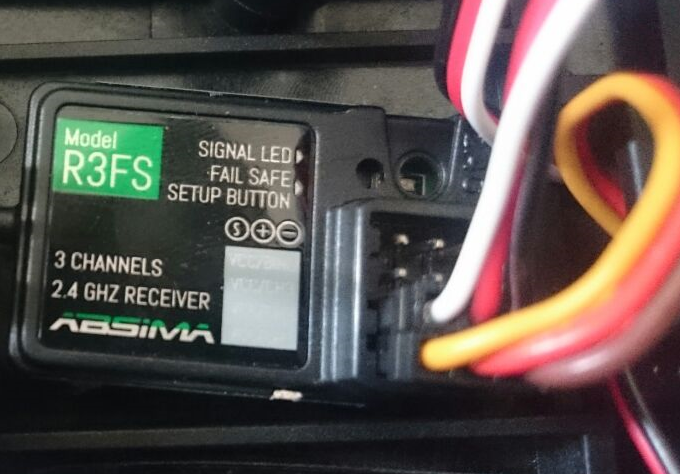 Model
R3FS
SIGNAL LED
FAIL SAFE
SETUP BUTTON
S + −
3 CHANNELS
2.4 GHZ RECEIVER
ABSiMA